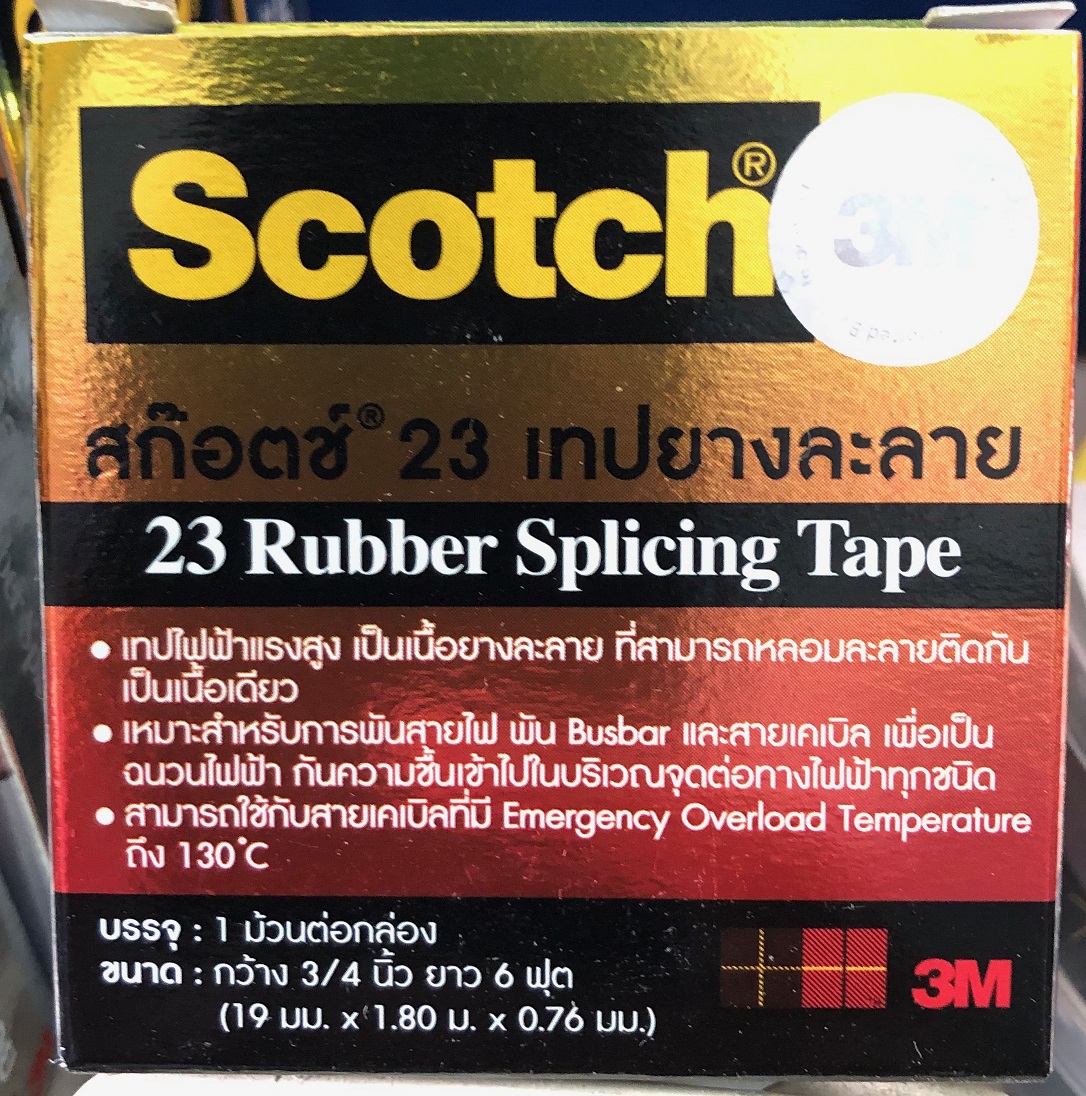 Scotch®
3M
สก๊อตช์® 23 เทปยางละลาย
23 Rubber Splicing Tape
• เทปไฟฟ้าแรงสูง เป็นเนื้อยางละลาย ที่สามารถหลอมละลายติดกัน
เป็นเนื้อเดียว
• เหมาะสำหรับการพันสายไฟ พัน Busbar และสายเคเบิล เพื่อเป็น
ฉนวนไฟฟ้า กันความชื้นเข้าไปในบริเวณจุดต่อทางไฟฟ้าทุกชนิด
• สามารถใช้กับสายเคเบิลที่มี Emergency Overload Temperature
ถึง 130°C
บรรจุ : 1 ม้วนต่อกล่อง
ขนาด : กว้าง 3/4 นิ้ว ยาว 6 ฟุต
(19 มม. x 1.80 ม. x 0.76 มม.)
3M